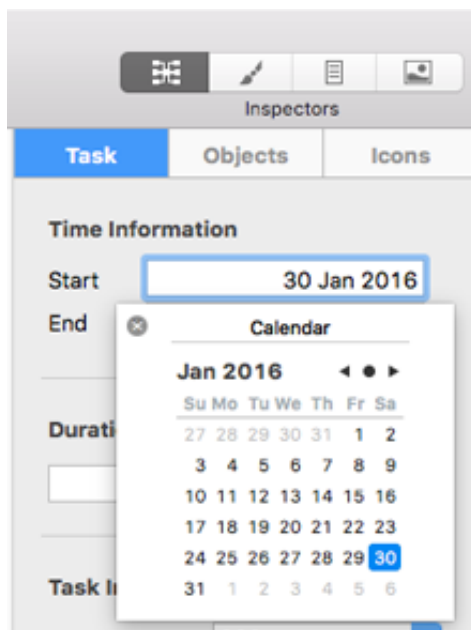 Inspectors
Task Objects Icons
Time Information
Start 30 Jan 2016
End
Calendar
Jan 2016
Su Mo Tu We Th Fr Sa
27 28 29 30 31 1 2
3 4 5 6 7 8 9
10 11 12 13 14 15 16
17 18 19 20 21 22 23
24 25 26 27 28 29 30
31 1 2 3 4 5 6
Durati
Task I